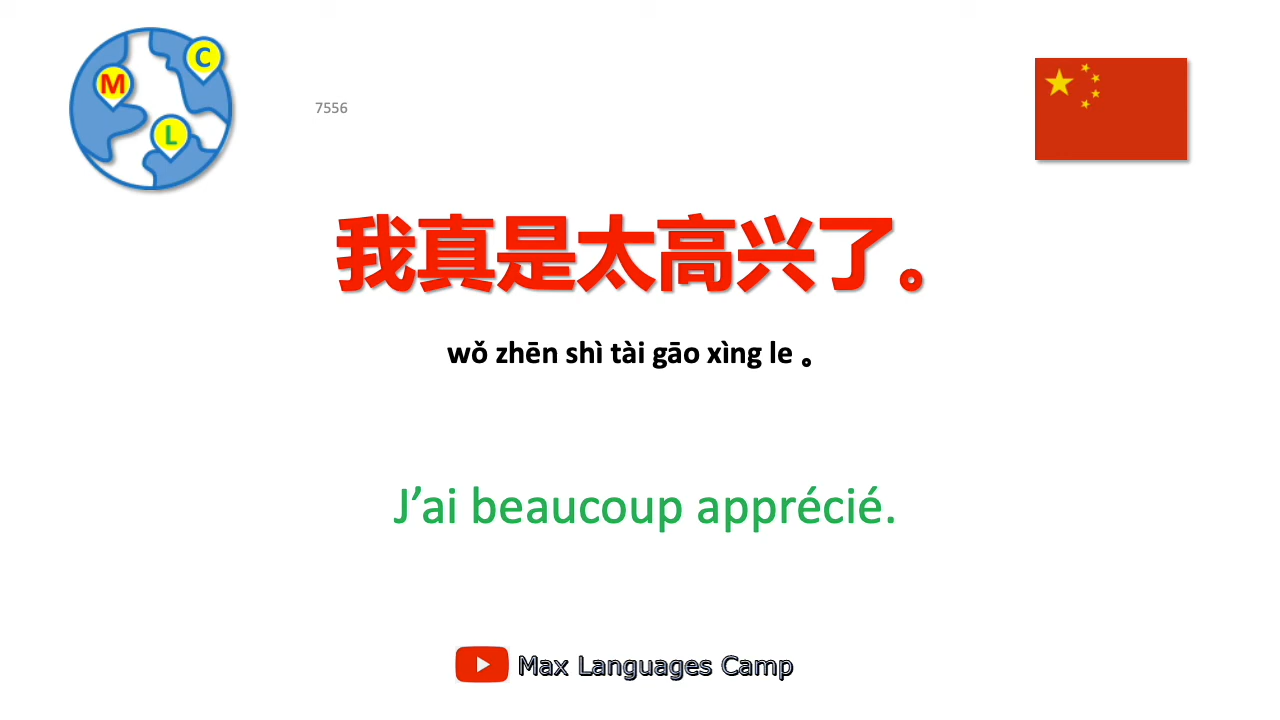 M
C
L
7556
我真是太高兴了。
wǒ zhēn shì tài gāo xìng le 。
J’ai beaucoup apprécié.
Max Languages Camp